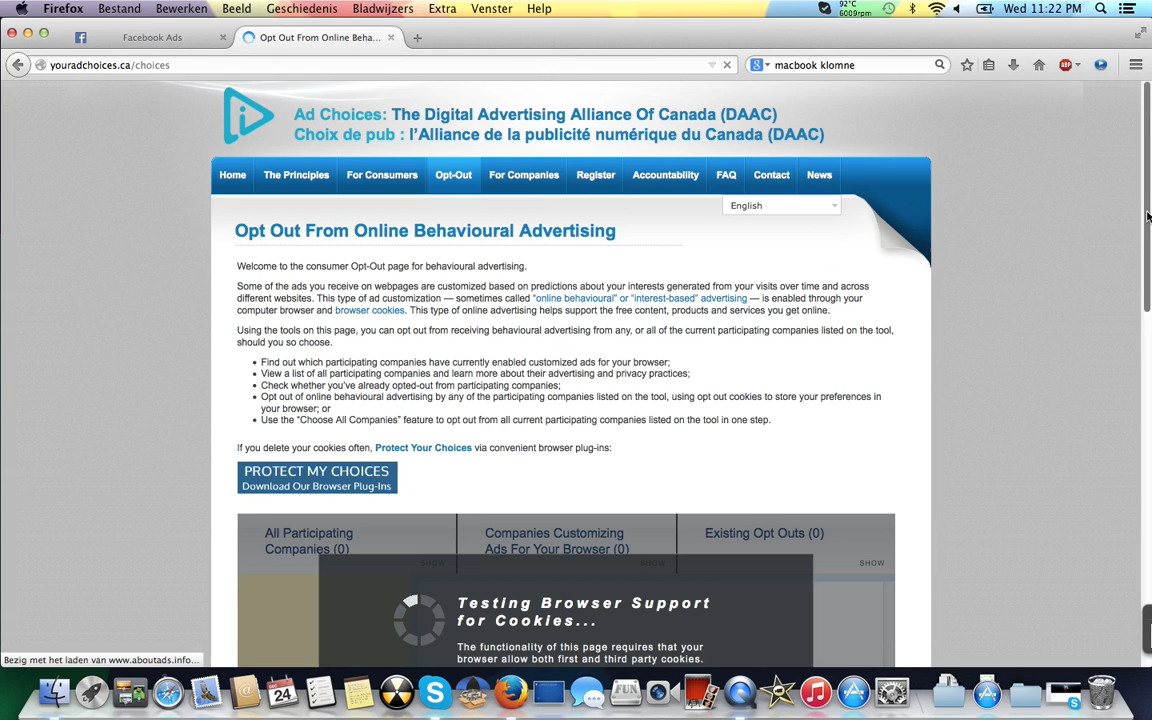 Firefox Bestand Bewerken Beeld Geschiedenis Bladwijzers Extra Venster Help 92°C 6009rpm Wed 11:22 PM
Facebook Ads × Opt Out From Online Beha... × +
youradchoices.ca/choices macbook klomne
Ad Choices: The Digital Advertising Alliance Of Canada (DAAC)
Choix de pub : l'Alliance de la publicité numérique du Canada (DAAC)
Home The Principles For Consumers Opt-Out For Companies Register Accountability FAQ Contact News
English
Opt Out From Online Behavioural Advertising
Welcome to the consumer Opt-Out page for behavioural advertising.
Some of the ads you receive on webpages are customized based on predictions about your interests generated from your visits over time and across
different websites. This type of ad customization — sometimes called "online behavioural" or "interest-based" advertising — is enabled through your
computer browser and browser cookies. This type of online advertising helps support the free content, products and services you get online.
Using the tools on this page, you can opt out from receiving behavioural advertising from any, or all of the current participating companies listed on the tool,
should you so choose.
• Find out which participating companies have currently enabled customized ads for your browser;
• View a list of all participating companies and learn more about their advertising and privacy practices;
• Check whether you've already opted-out from participating companies;
• Opt out of online behavioural advertising by any of the participating companies listed on the tool, using opt out cookies to store your preferences in
your browser; or
• Use the "Choose All Companies" feature to opt out from all current participating companies listed on the tool in one step.
If you delete your cookies often, Protect Your Choices via convenient browser plug-ins:
PROTECT MY CHOICES
Download Our Browser Plug-Ins
All Participating
Companies (0)
SHOW
Companies Customizing
Ads For Your Browser (0)
SHOW
Existing Opt Outs (0)
SHOW
Testing Browser Support
for Cookies...
The functionality of this page requires that your
browser allow both first and third party cookies.
Bezig met het laden van www.aboutads.info...
24
FUN